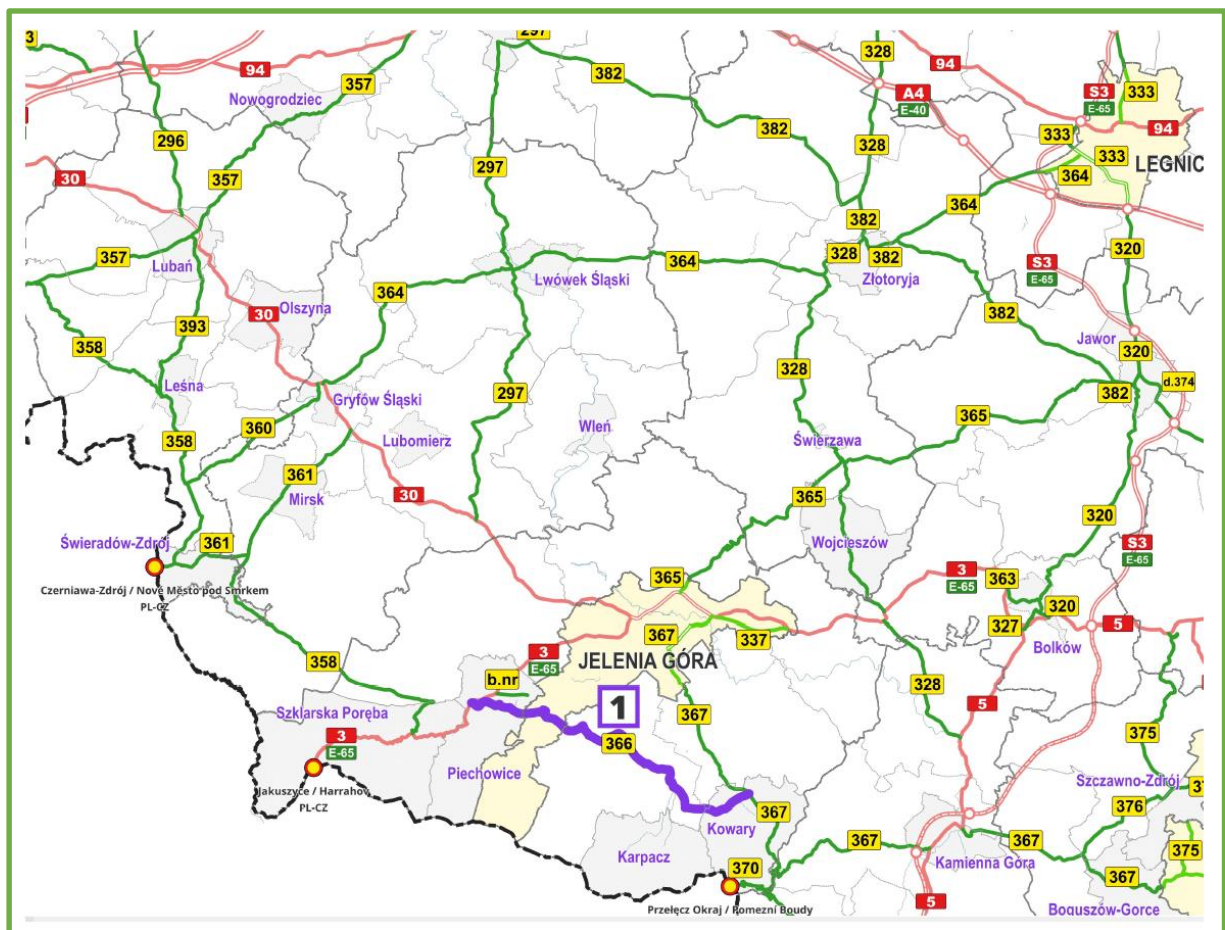 3
297
94
357
382
328
94
A4
E-40
S3
E-65
333
94
Nowogrodziec
296
382
328
333
333
LEGNIC
364
30
357
297
364
382
320
357
Lubań
393
364
Lwówek Śląski
364
328
382
Złotoryja
S3
E-65
Olszyna
30
358
382
Jawor
320
Leśna
Gryfów Śląski
297
328
d.374
382
358
360
Lubomierz
Wleń
365
361
Świerzawa
Mirsk
30
365
320
Świeradów-Zdrój
361
Wojcieszów
S3
E-65
3
E-65
363
Czerniawa-Zdrój / Nové Město pod Smrkem
PL-CZ
365
320
327
5
Bolków
367
337
3
E-65
358
JELENIA GÓRA
b.nr
328
1
Szklarska Poręba
367
5
3
E-65
366
375
Piechowice
Szczawno-Zdrój
37
Jakuszyce / Harrahov
PL-CZ
376
Kowary
367
Karpacz
367
367
375
370
Kamienna Góra
367
5
Przełęcz Okraj / Pomezní Boudy
Boguszów-Gorce